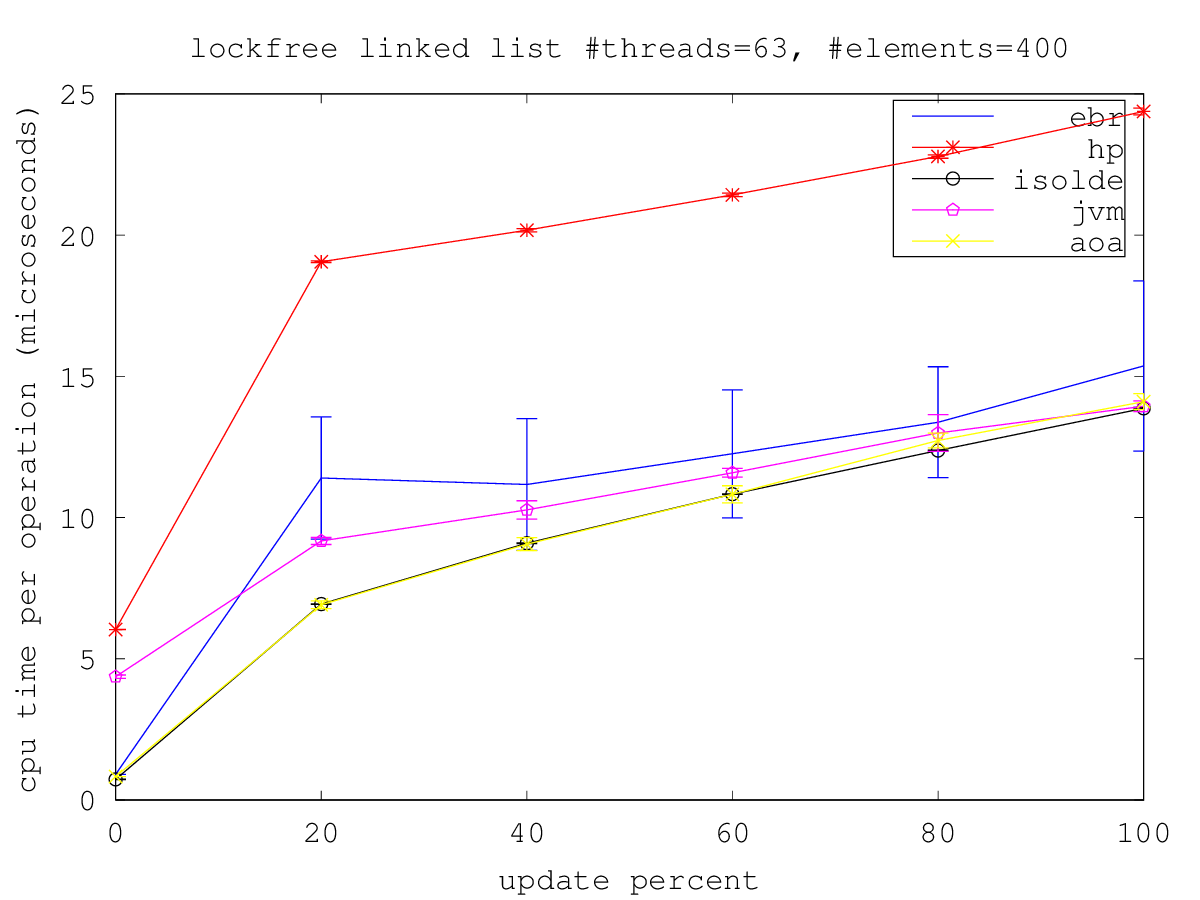 lockfree linked list #threads=63, #elements=400
cpu time per operation (microseconds)
25
20
15
10
5
0
ebr
hp
isolde
jvm
aoa
0 20 40 60 80 100
update percent